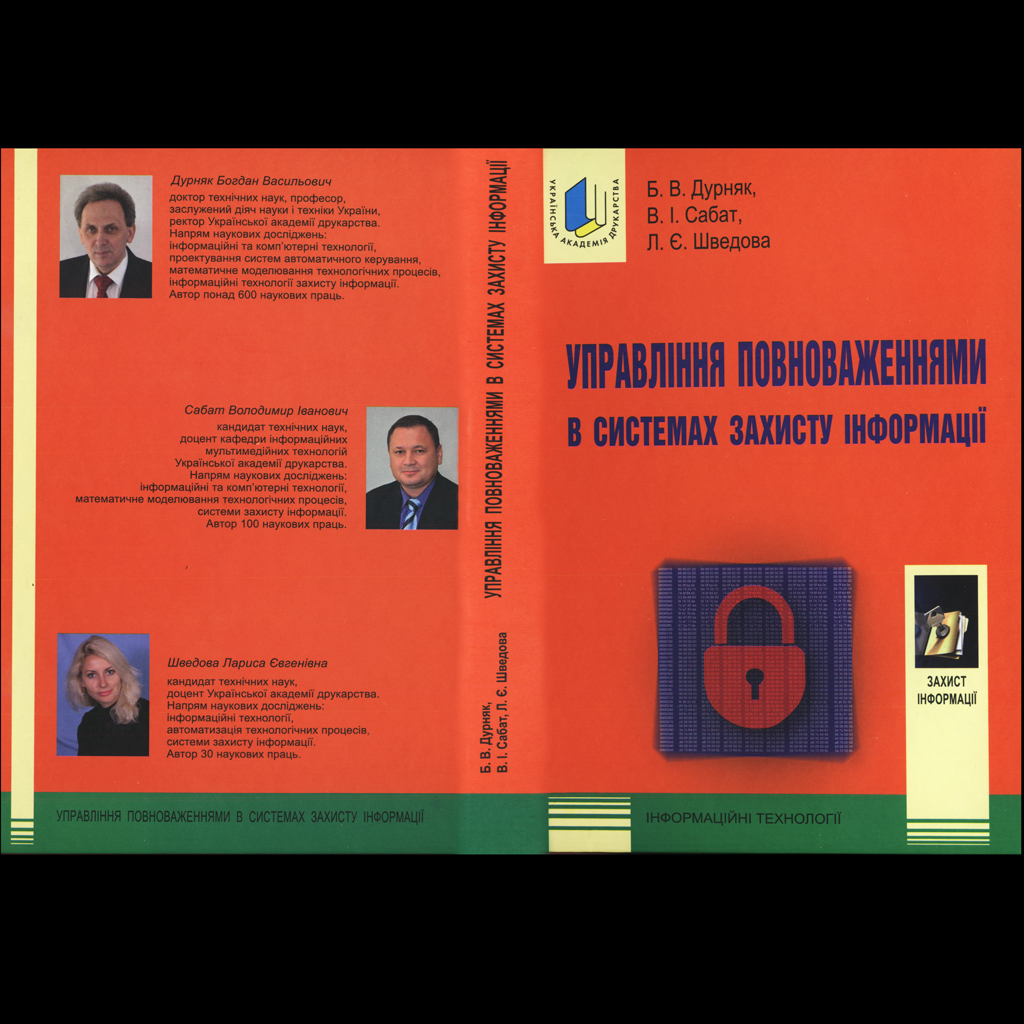 Дурняк Богдан Васильович
доктор технічних наук, професор,
заслужений діяч науки і техніки України,
ректор Української академії друкарства.
Напрям наукових досліджень:
інформаційні та комп'ютерні технології,
проектування систем автоматичного керування,
математичне моделювання технологічних процесів,
інформаційні технології захисту інформації.
Автор понад 600 наукових праць.
Сабат Володимир Іванович
кандидат технічних наук,
доцент кафедри інформаційних
мультимедійних технологій
Української академії друкарства.
Напрям наукових досліджень:
інформаційні та комп'ютерні технології,
математичне моделювання технологічних процесів,
системи захисту інформації.
Автор 100 наукових праць.
Шведова Лариса Євгенівна
кандидат технічних наук,
доцент Української академії друкарства.
Напрям наукових досліджень:
інформаційні технології,
автоматизація технологічних процесів,
системи захисту інформації.
Автор 30 наукових праць.
УПРАВЛІННЯ ПОВНОВАЖЕННЯМИ В СИСТЕМАХ ЗАХИСТУ ІНФОРМАЦІЇ
Б. В. Дурняк,
В. І. Сабат, Л. Є. Шведова
УПРАВЛІННЯ ПОВНОВАЖЕННЯМИ В СИСТЕМАХ ЗАХИСТУ ІНФОРМАЦІЇ
УКРАЇНСЬКА АКАДЕМІЯ ДРУКАРСТВА
Б. В. Дурняк,
В. І. Сабат,
Л. Є. Шведова
УПРАВЛІННЯ ПОВНОВАЖЕННЯМИ
В СИСТЕМАХ ЗАХИСТУ ІНФОРМАЦІЇ
ЗАХИСТ
ІНФОРМАЦІЇ
ІНФОРМАЦІЙНІ ТЕХНОЛОГІЇ